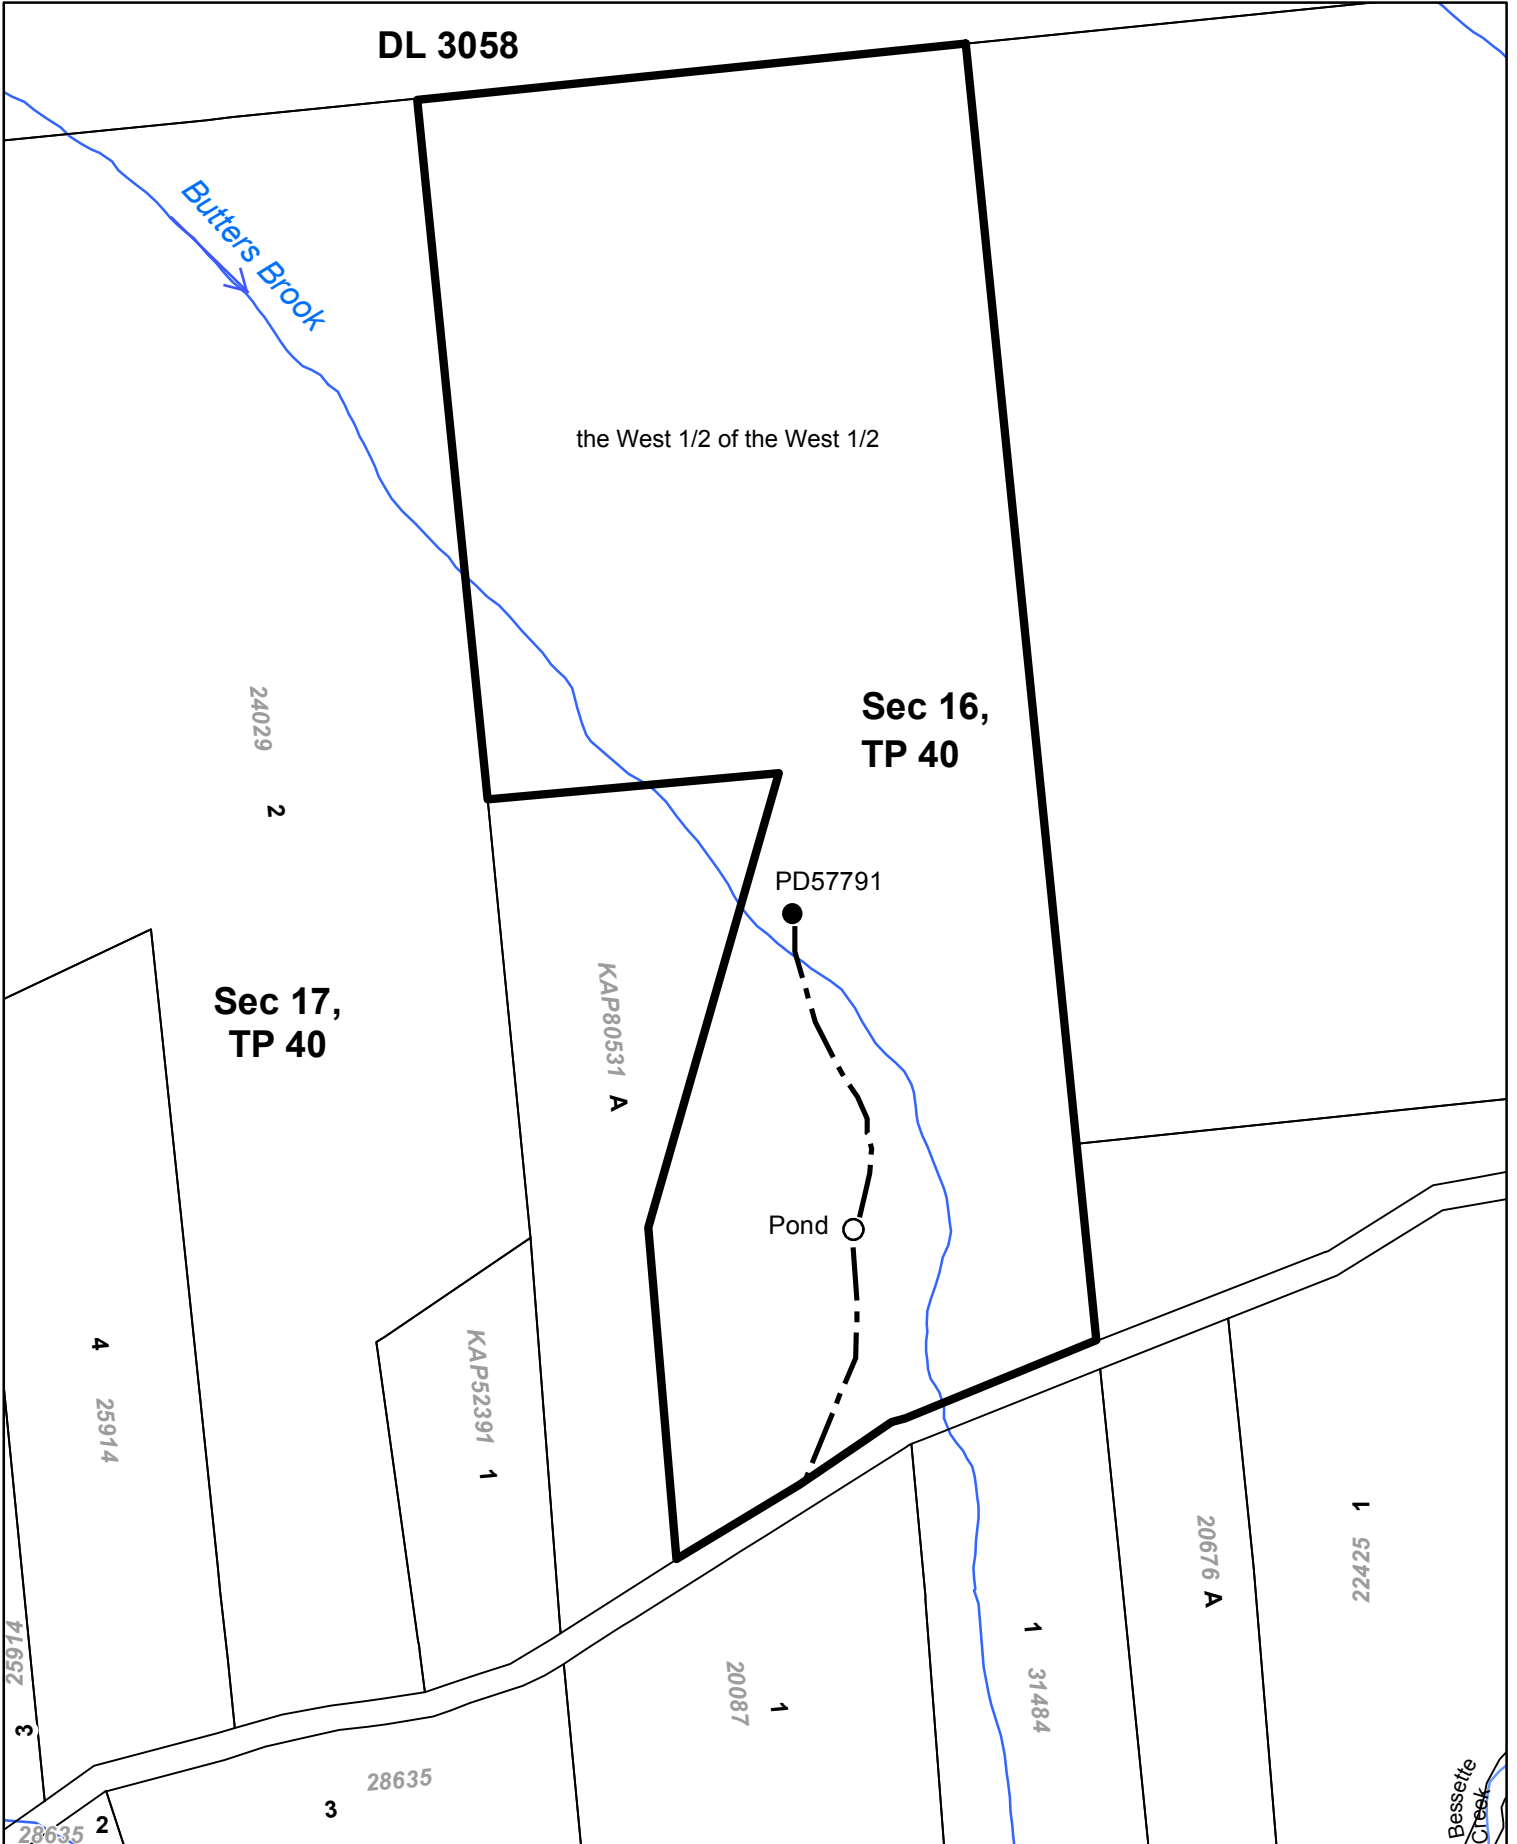 DL 3058
Butters Brook
the West 1/2 of the West 1/2
24029
2
Sec 16,
TP 40
PD57791
KAP80531 A
Sec 17,
TP 40
Pond
4
25914
KAP52391
1
25914
3
28635
2
3
28635
20087
1
1
31484
20676 A
1
22425
Bessette
Creek